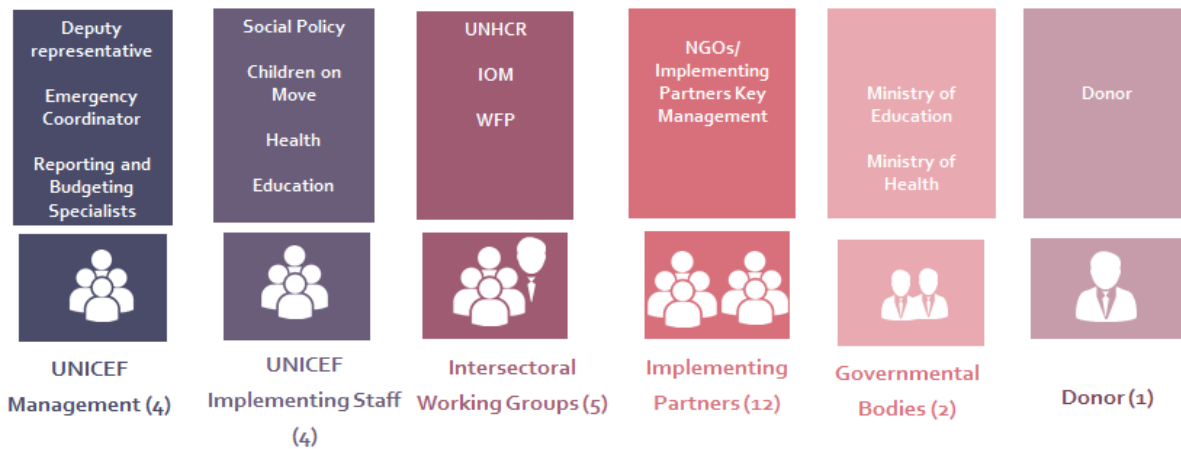 Deputy
representative
Emergency
Coordinator
Reporting and
Budgeting
Specialists
Social Policy
Children on
Move
Health
Education
UNHCR
IOM
WFP
NGOs/
Implementing
Partners Key
Management
Ministry of
Education
Ministry of
Health
Donor
UNICEF
Management (4)
UNICEF
Implementing Staff
(4)
Intersectoral
Working Groups (5)
Implementing
Partners (12)
Governmental
Bodies (2)
Donor (1)